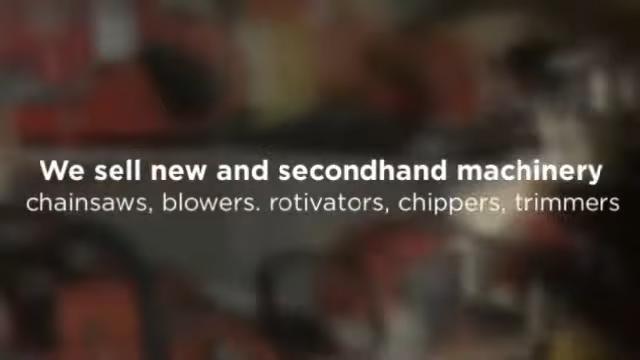 We sell new and secondhand machinery
chainsaws, blowers. rotivators, chippers, trimmers